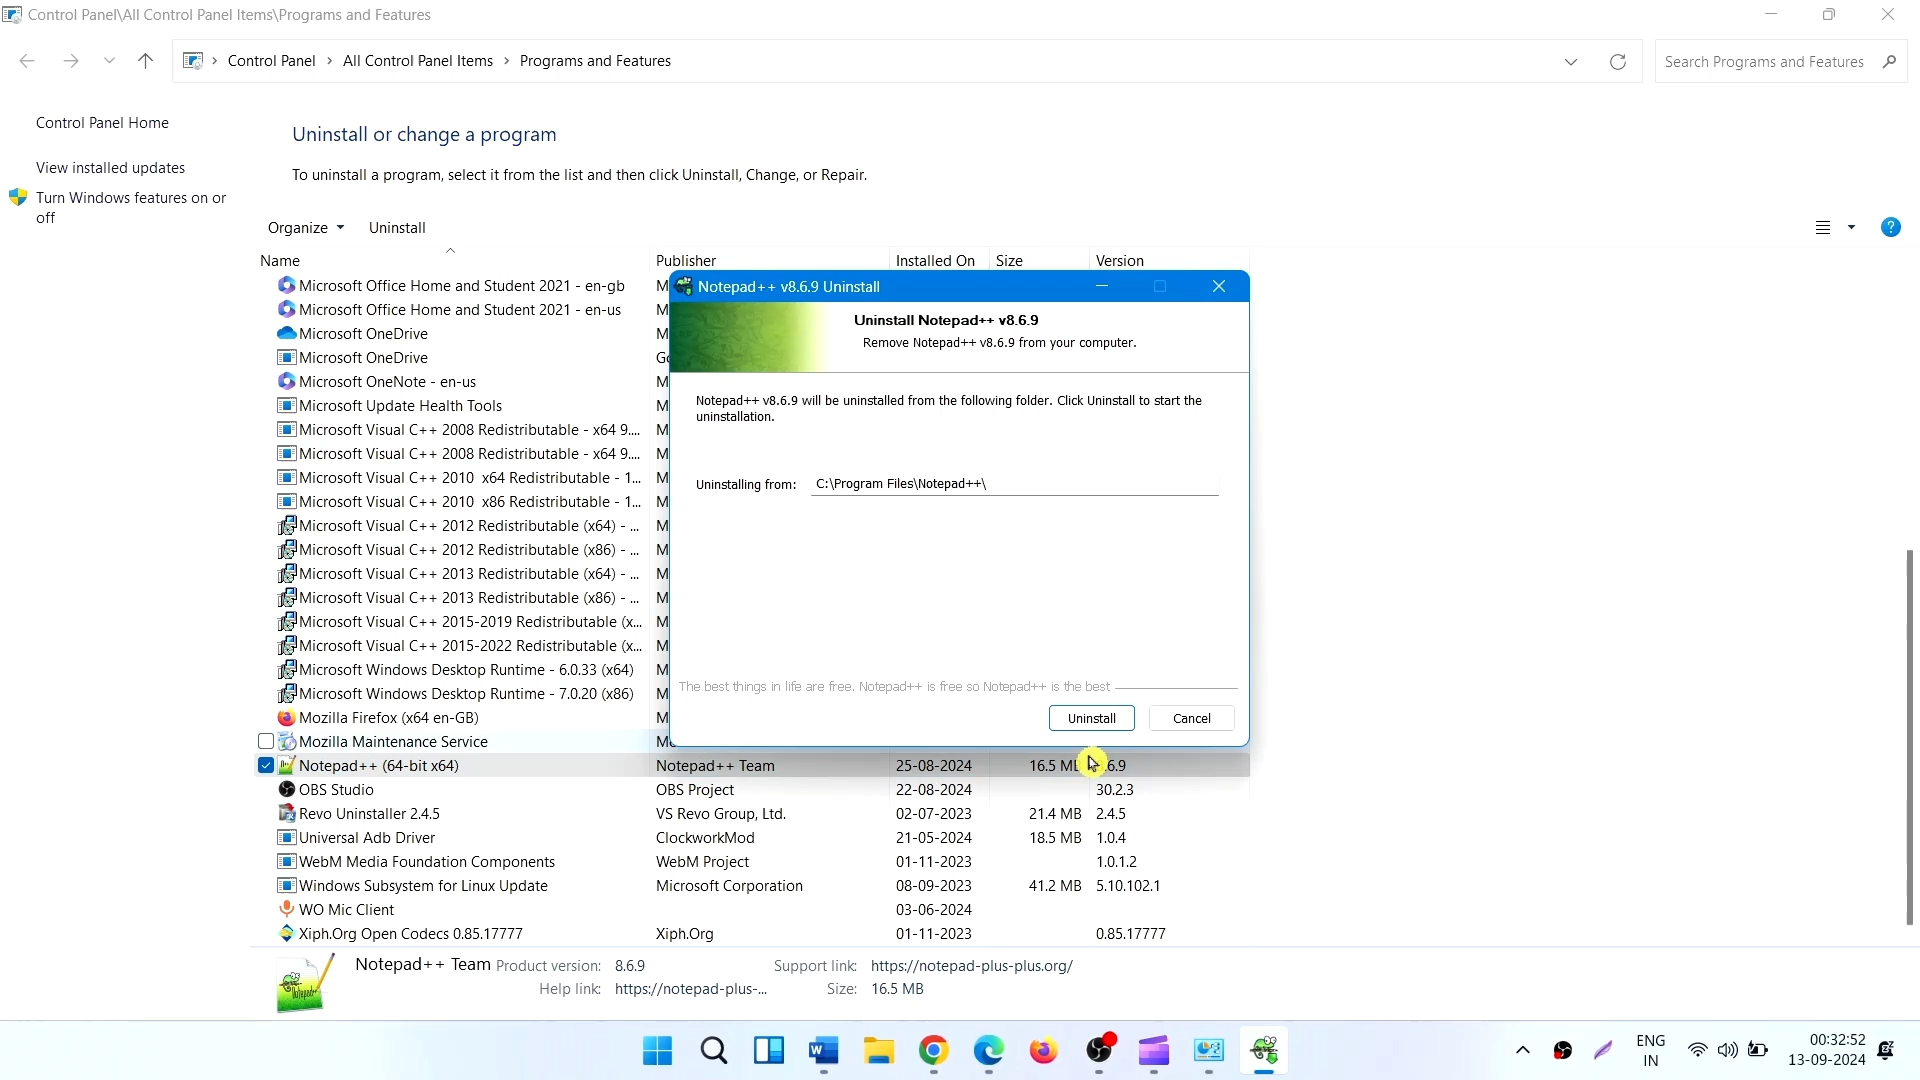 Control Panel\All Control Panel Items\Programs and Features
Control Panel > All Control Panel Items > Programs and Features
Search Programs and Features
Control Panel Home
View installed updates
Turn Windows features on or
off
Uninstall or change a program
To uninstall a program, select it from the list and then click Uninstall, Change, or Repair.
Organize Uninstall
Name Publisher Installed On Size Version
Microsoft Office Home and Student 2021 - en-gb M
Microsoft Office Home and Student 2021 - en-us M
Microsoft OneDrive M
Microsoft OneDrive Go
Microsoft OneNote - en-us M
Microsoft Update Health Tools M
Microsoft Visual C++ 2008 Redistributable - x64 9.... M
Microsoft Visual C++ 2008 Redistributable - x64 9.... M
Microsoft Visual C++ 2010 x64 Redistributable - 1... M
Microsoft Visual C++ 2010 x86 Redistributable - 1... M
Microsoft Visual C++ 2012 Redistributable (x64) - ... M
Microsoft Visual C++ 2012 Redistributable (x86) - ... M
Microsoft Visual C++ 2013 Redistributable (x64) - ... M
Microsoft Visual C++ 2013 Redistributable (x86) - ... M
Microsoft Visual C++ 2015-2019 Redistributable (x... M
Microsoft Visual C++ 2015-2022 Redistributable (x... M
Microsoft Windows Desktop Runtime - 6.0.33 (x64) M
Microsoft Windows Desktop Runtime - 7.0.20 (x86) M
Mozilla Firefox (x64 en-GB) M
Mozilla Maintenance Service Mo
Notepad++ (64-bit x64) Notepad++ Team 25-08-2024 16.5 MB .6.9
OBS Studio OBS Project 22-08-2024 30.2.3
Revo Uninstaller 2.4.5 VS Revo Group, Ltd. 02-07-2023 21.4 MB 2.4.5
Universal Adb Driver ClockworkMod 21-05-2024 18.5 MB 1.0.4
WebM Media Foundation Components WebM Project 01-11-2023 1.0.1.2
Windows Subsystem for Linux Update Microsoft Corporation 08-09-2023 41.2 MB 5.10.102.1
WO Mic Client 03-06-2024
Xiph.Org Open Codecs 0.85.17777 Xiph.Org 01-11-2023 0.85.17777
Notepad++ v8.6.9 Uninstall
Uninstall Notepad++ v8.6.9
Remove Notepad++ v8.6.9 from your computer.
Notepad++ v8.6.9 will be uninstalled from the following folder. Click Uninstall to start the
uninstallation.
Uninstalling from: C:\Program Files\Notepad++\
The best things in life are free. Notepad++ is free so Notepad++ is the best
Uninstall Cancel
Notepad++ Team Product version: 8.6.9 Support link: https://notepad-plus-plus.org/
Help link: https://notepad-plus-... Size: 16.5 MB
ENG
IN
00:32:52
13-09-2024